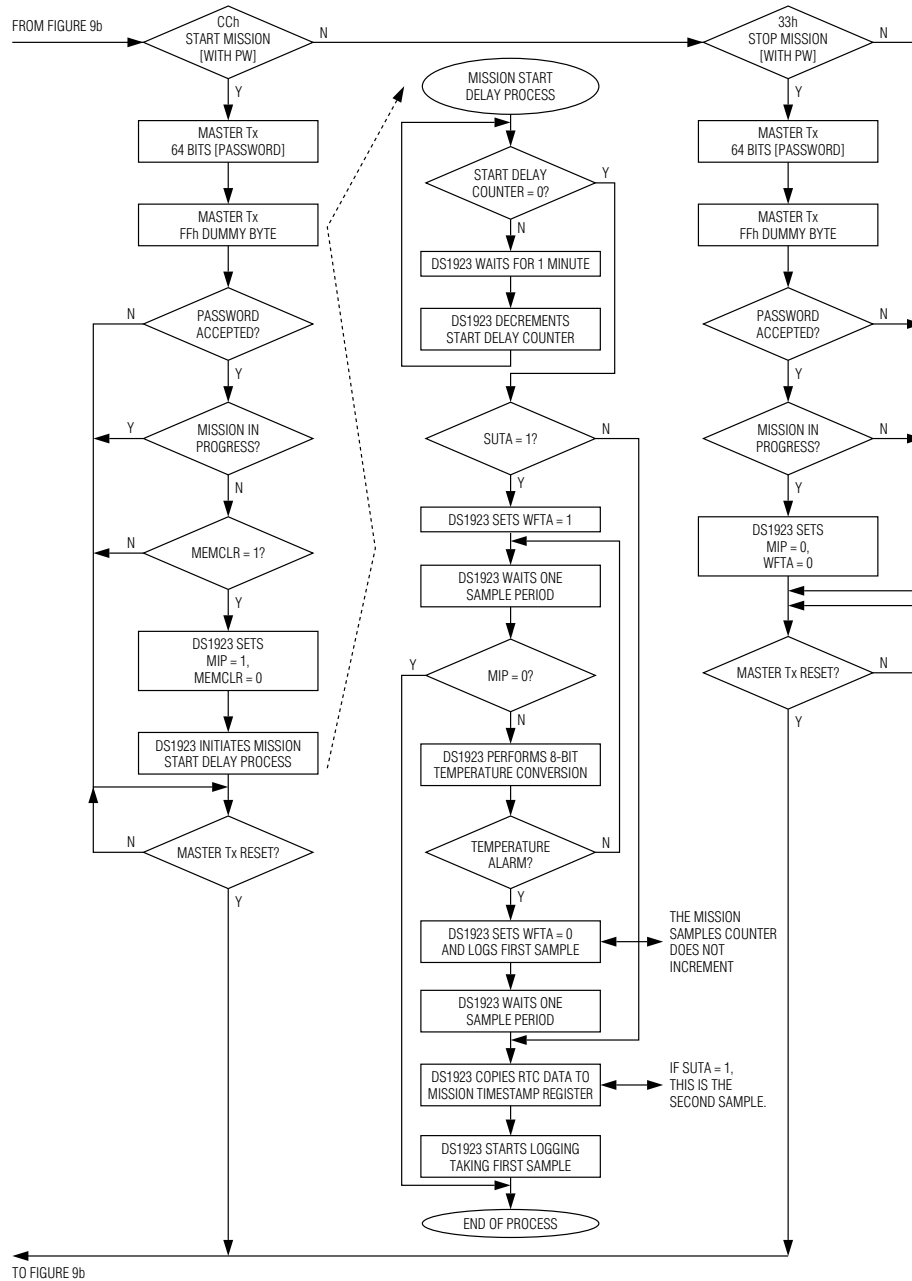 FROM FIGURE 9b
CCh
START MISSION
[WITH PW]
N
Y
MASTER Tx
64 BITS [PASSWORD]
MASTER Tx
FFh DUMMY BYTE
PASSWORD
ACCEPTED?
N
Y
MISSION IN
PROGRESS?
Y
N
MEMCLR = 1?
N
Y
DS1923 SETS
MIP = 1,
MEMCLR = 0
DS1923 INITIATES MISSION
START DELAY PROCESS
MASTER Tx RESET?
N
Y
MISSION START
DELAY PROCESS
START DELAY
COUNTER = 0?
Y
N
DS1923 WAITS FOR 1 MINUTE
DS1923 DECREMENTS
START DELAY COUNTER
SUTA = 1?
N
Y
DS1923 SETS WFTA = 1
DS1923 WAITS ONE
SAMPLE PERIOD
MIP = 0?
Y
N
DS1923 PERFORMS 8-BIT
TEMPERATURE CONVERSION
TEMPERATURE
ALARM?
N
Y
DS1923 SETS WFTA = 0
AND LOGS FIRST SAMPLE
THE MISSION
SAMPLES COUNTER
DOES NOT
INCREMENT
DS1923 WAITS ONE
SAMPLE PERIOD
DS1923 COPIES RTC DATA TO
MISSION TIMESTAMP REGISTER
IF SUTA = 1,
THIS IS THE
SECOND SAMPLE.
DS1923 STARTS LOGGING
TAKING FIRST SAMPLE
END OF PROCESS
33h
STOP MISSION
[WITH PW]
N
Y
MASTER Tx
64 BITS [PASSWORD]
MASTER Tx
FFh DUMMY BYTE
PASSWORD
ACCEPTED?
N
Y
MISSION IN
PROGRESS?
N
Y
DS1923 SETS
MIP = 0,
WFTA = 0
MASTER Tx RESET?
N
Y
TO FIGURE 9b